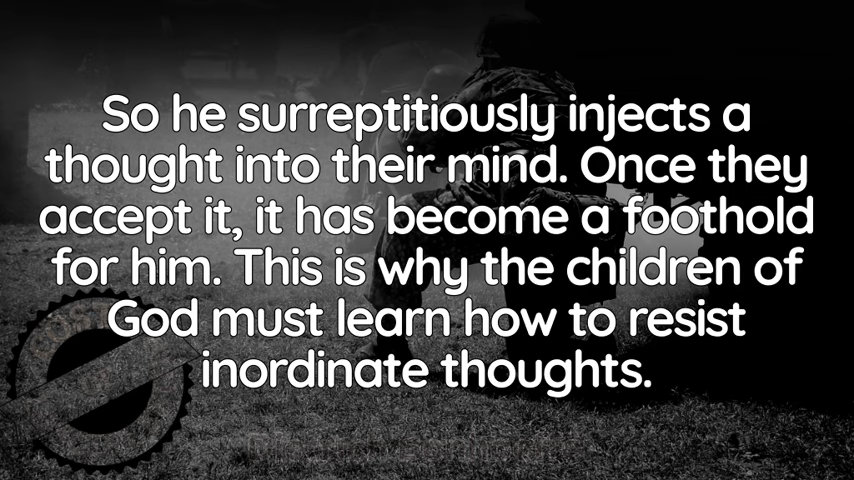 So he surreptitiously injects a
thought into their mind. Once they
accept it, it has become a foothold
for him. This is why the children of
God must learn how to resist
inordinate thoughts.